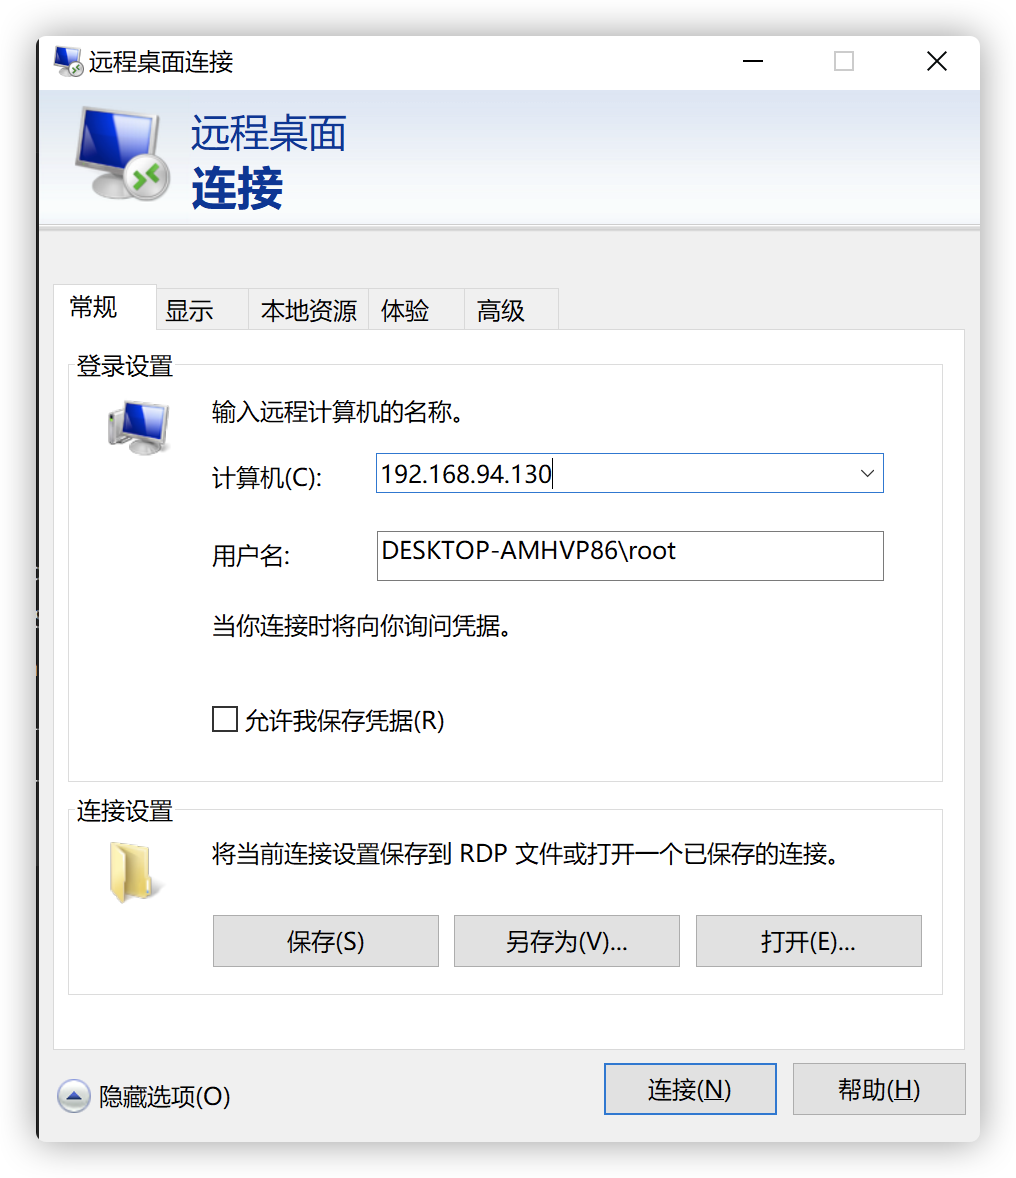 远程桌面连接
远程桌面
连接
常规
显示
本地资源
体验
高级
登录设置
输入远程计算机的名称。
计算机(C):
192.168.94.130
用户名:
DESKTOP-AMHVP86\root
当你连接时将向你询问凭据。
允许我保存凭据(R)
连接设置
将当前连接设置保存到 RDP 文件或打开一个已保存的连接。
保存(S)
另存为(V)...
打开(E)...
隐藏选项(O)
连接(N)
帮助(H)